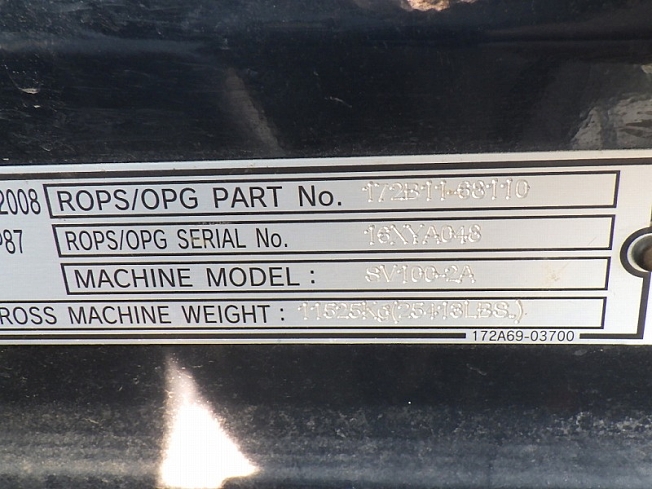 2008 ROPS/OPG PART No. 172B11-68110
P87 ROPS/OPG SERIAL No. 16XYA048
MACHINE MODEL : SV100-2A
ROSS MACHINE WEIGHT : 11525Kg(25416LBS.)
172A69-03700